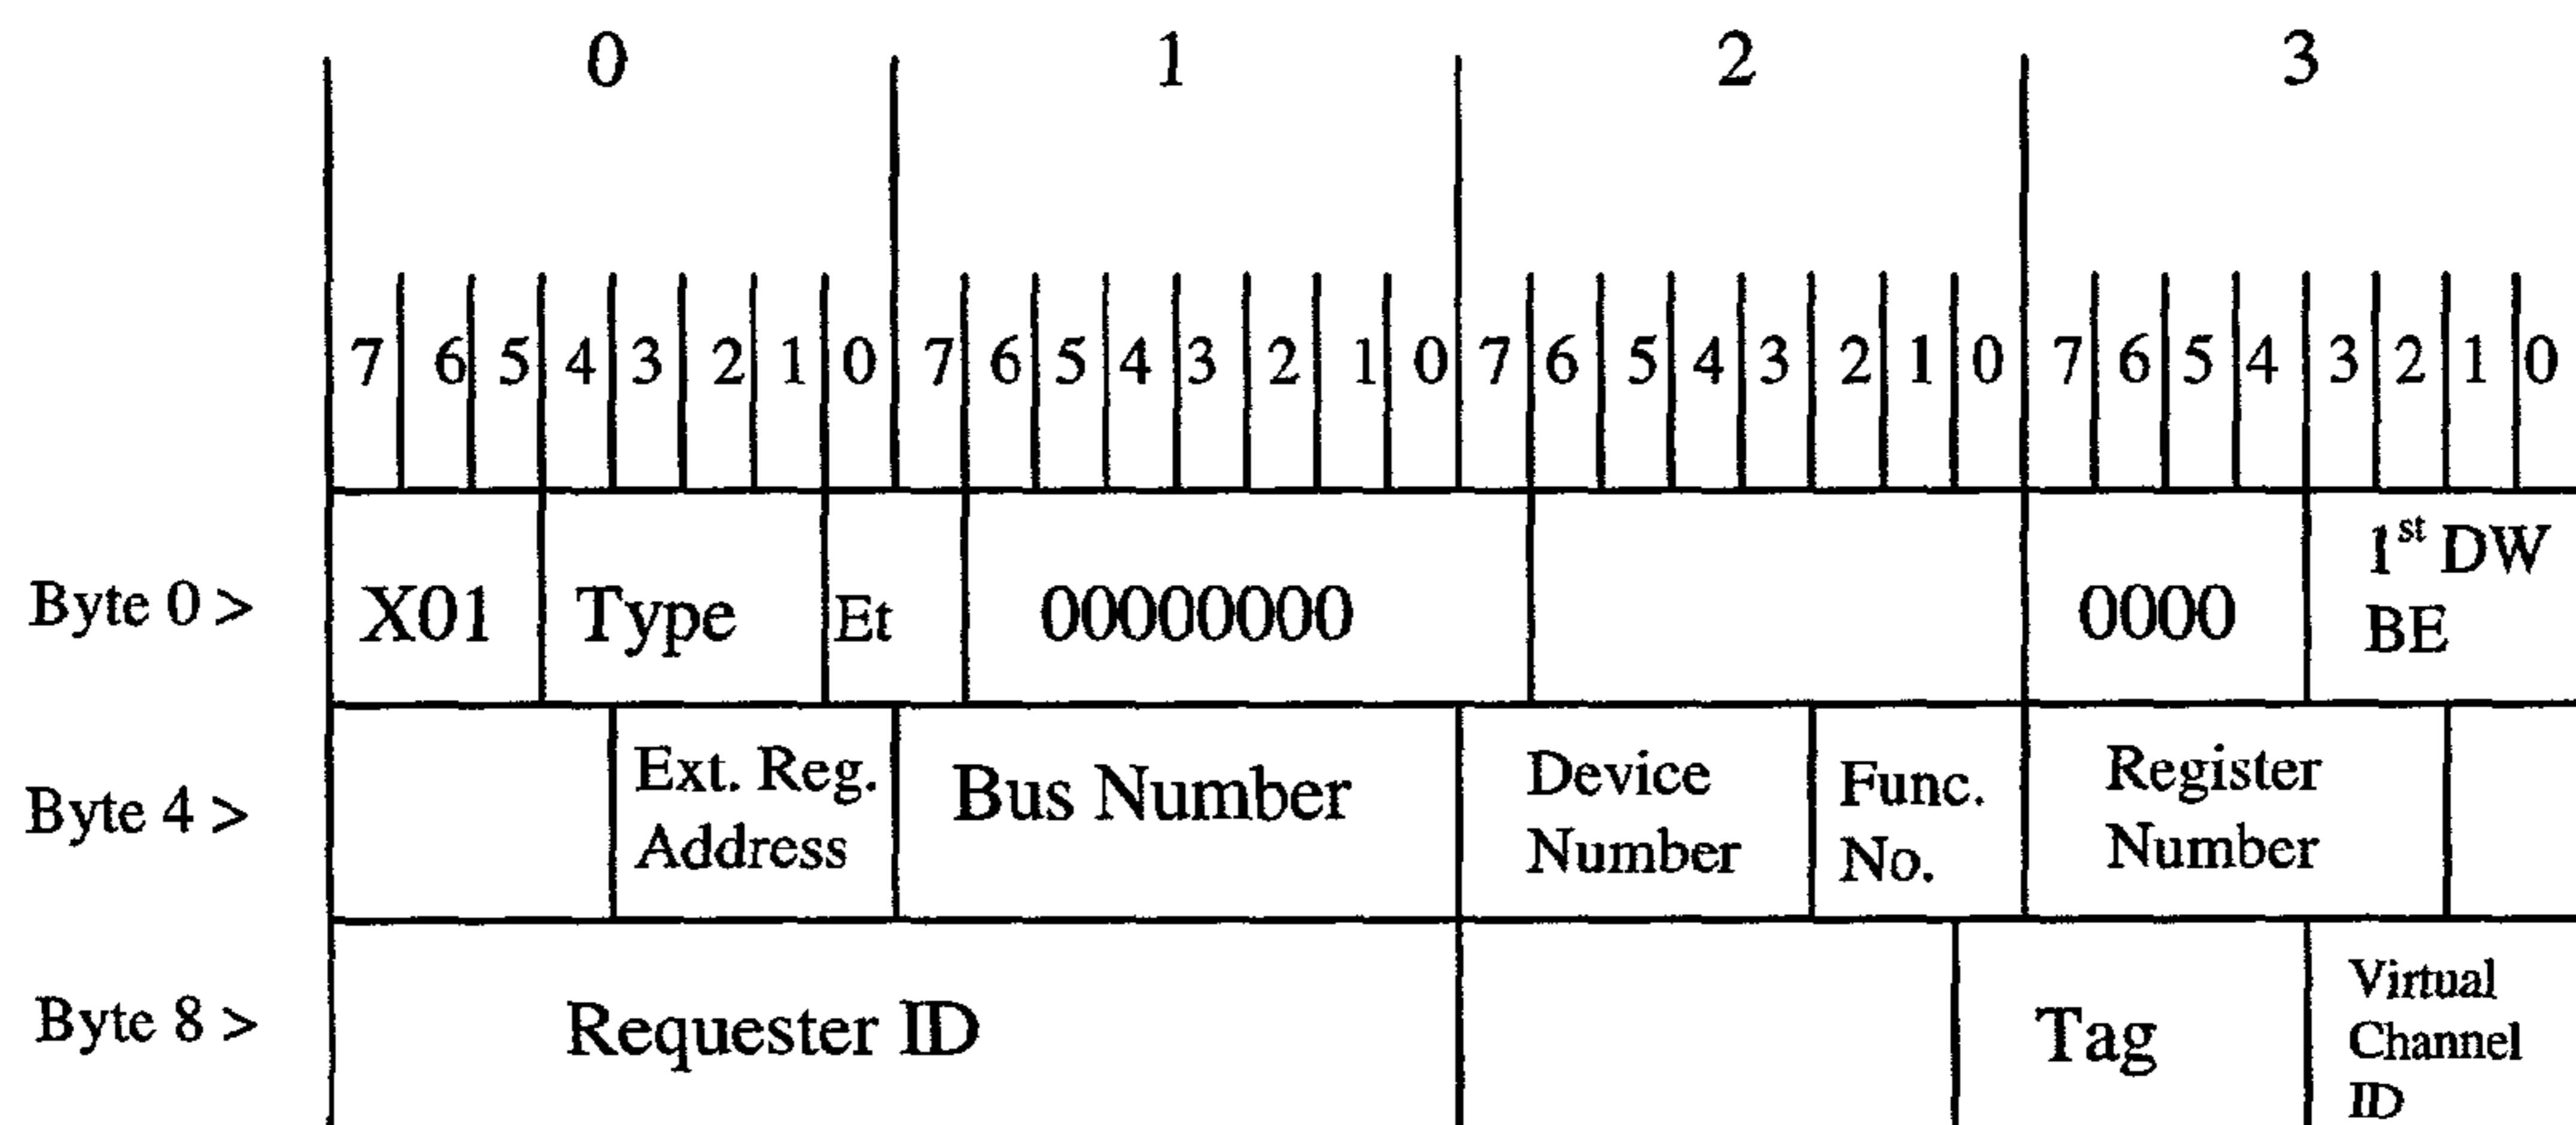 0 1 2 3
7 6 5 4 3 2 1 0 7 6 5 4 3 2 1 0 7 6 5 4 3 2 1 0 7 6 5 4 3 2 1 0
Byte 0 > X01 Type Et 00000000 0000 1st DW
BE
Byte 4 > Ext. Reg.
Address
Bus Number
Device
Number
Func.
No.
Register
Number
Byte 8 > Requester ID Tag
Virtual
Channel
ID